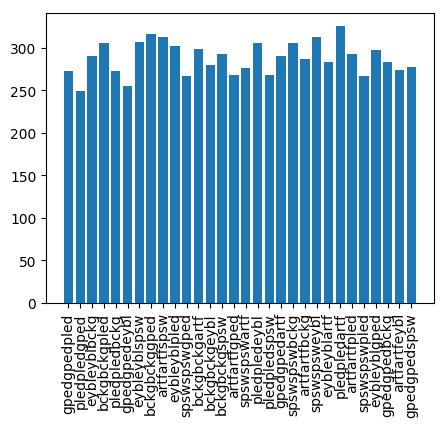 300
250
200
150
100
50
0
gpedgpedpled
pledpledgped
eybleyblbckg
bckgbckgpled
pledpledbckg
gpedgpedeybl
eybleyblspsw
bckgbckggped
artfartfspsw
eybleyblpled
spswspswgped
bckgbckgartf
bckgbckgeybl
bckgbckgspsw
artfartfgped
spswspswartf
pledpledeybl
pledpledspsw
gpedgpedartf
spswspswbckg
artfartfbckg
spswspsweybl
eybleyblartf
pledpledartf
artfartfpled
spswspswpled
eybleyblgped
gpedgpedbckg
artfartfeybl
gpedgpedspsw